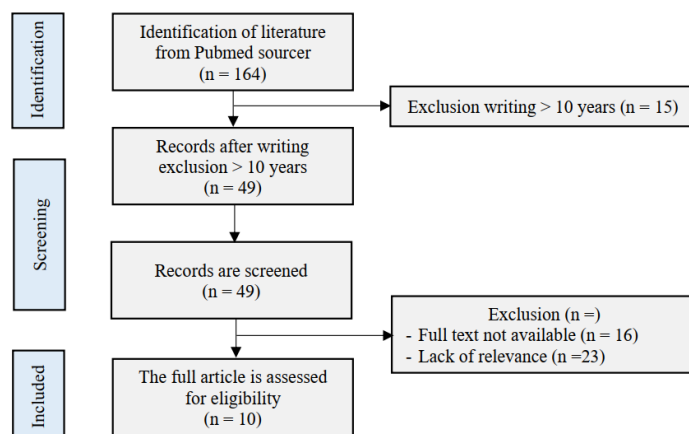 Identification
Identification of literature
from Pubmed sourcer
(n = 164)
Exclusion writing > 10 years (n = 15)
Records after writing
exclusion > 10 years
(n = 49)
Screening
Records are screened
(n = 49)
Exclusion (n =)
- Full text not available (n = 16)
- Lack of relevance (n =23)
Included
The full article is assessed
for eligibility
(n = 10)